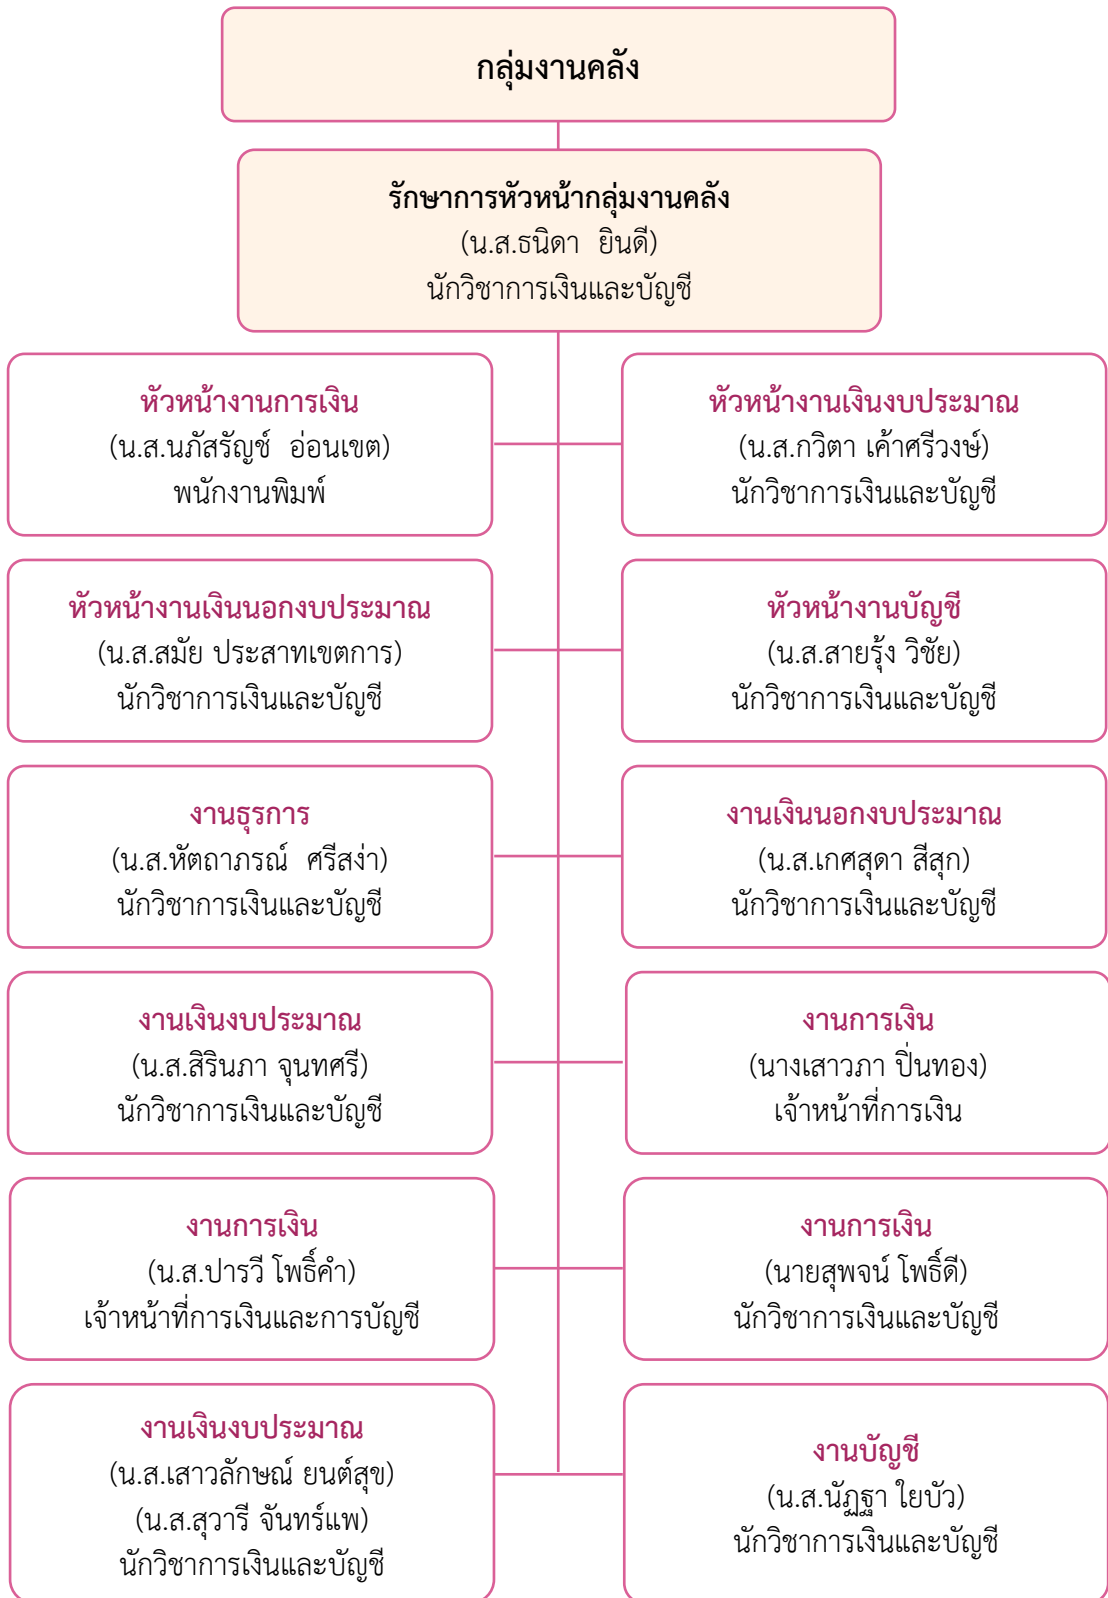 กลุ่มงานคลัง
รักษาการหัวหน้ากลุ่มงานคลัง
(น.ส.ธนิดา  ยินดี)
นักวิชาการเงินและบัญชี
หัวหน้างานการเงิน
(น.ส.นภัสรัญช์  อ่อนเขต)
พนักงานพิมพ์
หัวหน้างานเงินงบประมาณ
(น.ส.กวิตา เค้าศรีวงษ์)
นักวิชาการเงินและบัญชี
หัวหน้างานเงินนอกงบประมาณ
(น.ส.สมัย ประสาทเขตการ)
นักวิชาการเงินและบัญชี
หัวหน้างานบัญชี
(น.ส.สายรุ้ง วิชัย)
นักวิชาการเงินและบัญชี
งานธุรการ
(น.ส.หัตถาภรณ์  ศรีสง่า)
นักวิชาการเงินและบัญชี
งานเงินนอกงบประมาณ
(น.ส.เกศสุดา สีสุก)
นักวิชาการเงินและบัญชี
งานเงินงบประมาณ
(น.ส.สิรินภา จุนทศรี)
นักวิชาการเงินและบัญชี
งานการเงิน
(นางเสาวภา ปิ่นทอง)
เจ้าหน้าที่การเงิน
งานการเงิน
(น.ส.ปารวี โพธิ์คำ)
เจ้าหน้าที่การเงินและการบัญชี
งานการเงิน
(นายสุพจน์ โพธิ์ดี)
นักวิชาการเงินและบัญชี
งานเงินงบประมาณ
(น.ส.เสาวลักษณ์ ยนต์สุข)
(น.ส.สุวารี จันทร์แพ)
นักวิชาการเงินและบัญชี
งานบัญชี
(น.ส.นัฏฐา ใยบัว)
นักวิชาการเงินและบัญชี